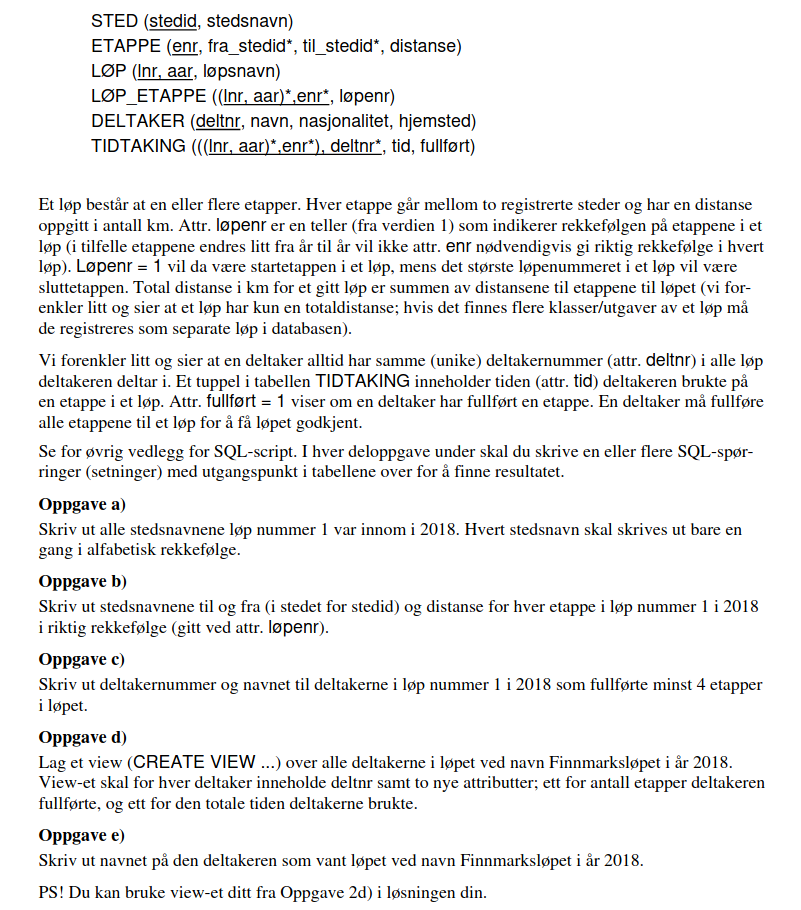 STED (stedid, stedsnavn)
ETAPPE (enr, fra_stedid*, til_stedid*, distanse)
LØP (lnr, aar, løpsnavn)
LØP_ETAPPE ((lnr, aar)*,enr*, løpenr)
DELTAKER (deltnr, navn, nasjonalitet, hjemsted)
TIDTAKING (((lnr, aar)*,enr*), deltnr*, tid, fullført)
Et løp består at en eller flere etapper. Hver etappe går mellom to registrerte steder og har en distanse
oppgitt i antall km. Attr. løpenr er en teller (fra verdien 1) som indikerer rekkefølgen på etappene i et
løp (i tilfelle etappene endres litt fra år til år vil ikke attr. enr nødvendigvis gi riktig rekkefølge i hvert
løp). Løpenr = 1 vil da være startetappen i et løp, mens det største løpenummeret i et løp vil være
sluttetappen. Total distanse i km for et gitt løp er summen av distansene til etappene til løpet (vi for-
enkler litt og sier at et løp har kun en totaldistanse; hvis det finnes flere klasser/utgaver av et løp må
de registreres som separate løp i databasen).
Vi forenkler litt og sier at en deltaker alltid har samme (unike) deltakernummer (attr. deltnr) i alle løp
deltakeren deltar i. Et tuppel i tabellen TIDTAKING inneholder tiden (attr. tid) deltakeren brukte på
en etappe i et løp. Attr. fullført = 1 viser om en deltaker har fullført en etappe. En deltaker må fullføre
alle etappene til et løp for å få løpet godkjent.
Se for øvrig vedlegg for SQL-script. I hver deloppgave under skal du skrive en eller flere SQL-spør-
ringer (setninger) med utgangspunkt i tabellene over for å finne resultatet.
Oppgave a)
Skriv ut alle stedsnavnene løp nummer 1 var innom i 2018. Hvert stedsnavn skal skrives ut bare en
gang i alfabetisk rekkefølge.
Oppgave b)
Skriv ut stedsnavnene til og fra (i stedet for stedid) og distanse for hver etappe i løp nummer 1 i 2018
i riktig rekkefølge (gitt ved attr. løpenr).
Oppgave c)
Skriv ut deltakernummer og navnet til deltakerne i løp nummer 1 i 2018 som fullførte minst 4 etapper
i løpet.
Oppgave d)
Lag et view (CREATE VIEW ...) over alle deltakerne i løpet ved navn Finnmarksløpet i år 2018.
View-et skal for hver deltaker inneholde deltnr samt to nye attributter; ett for antall etapper deltakeren
fullførte, og ett for den totale tiden deltakerne brukte.
Oppgave e)
Skriv ut navnet på den deltakeren som vant løpet ved navn Finnmarksløpet i år 2018.
PS! Du kan bruke view-et ditt fra Oppgave 2d) i løsningen din.